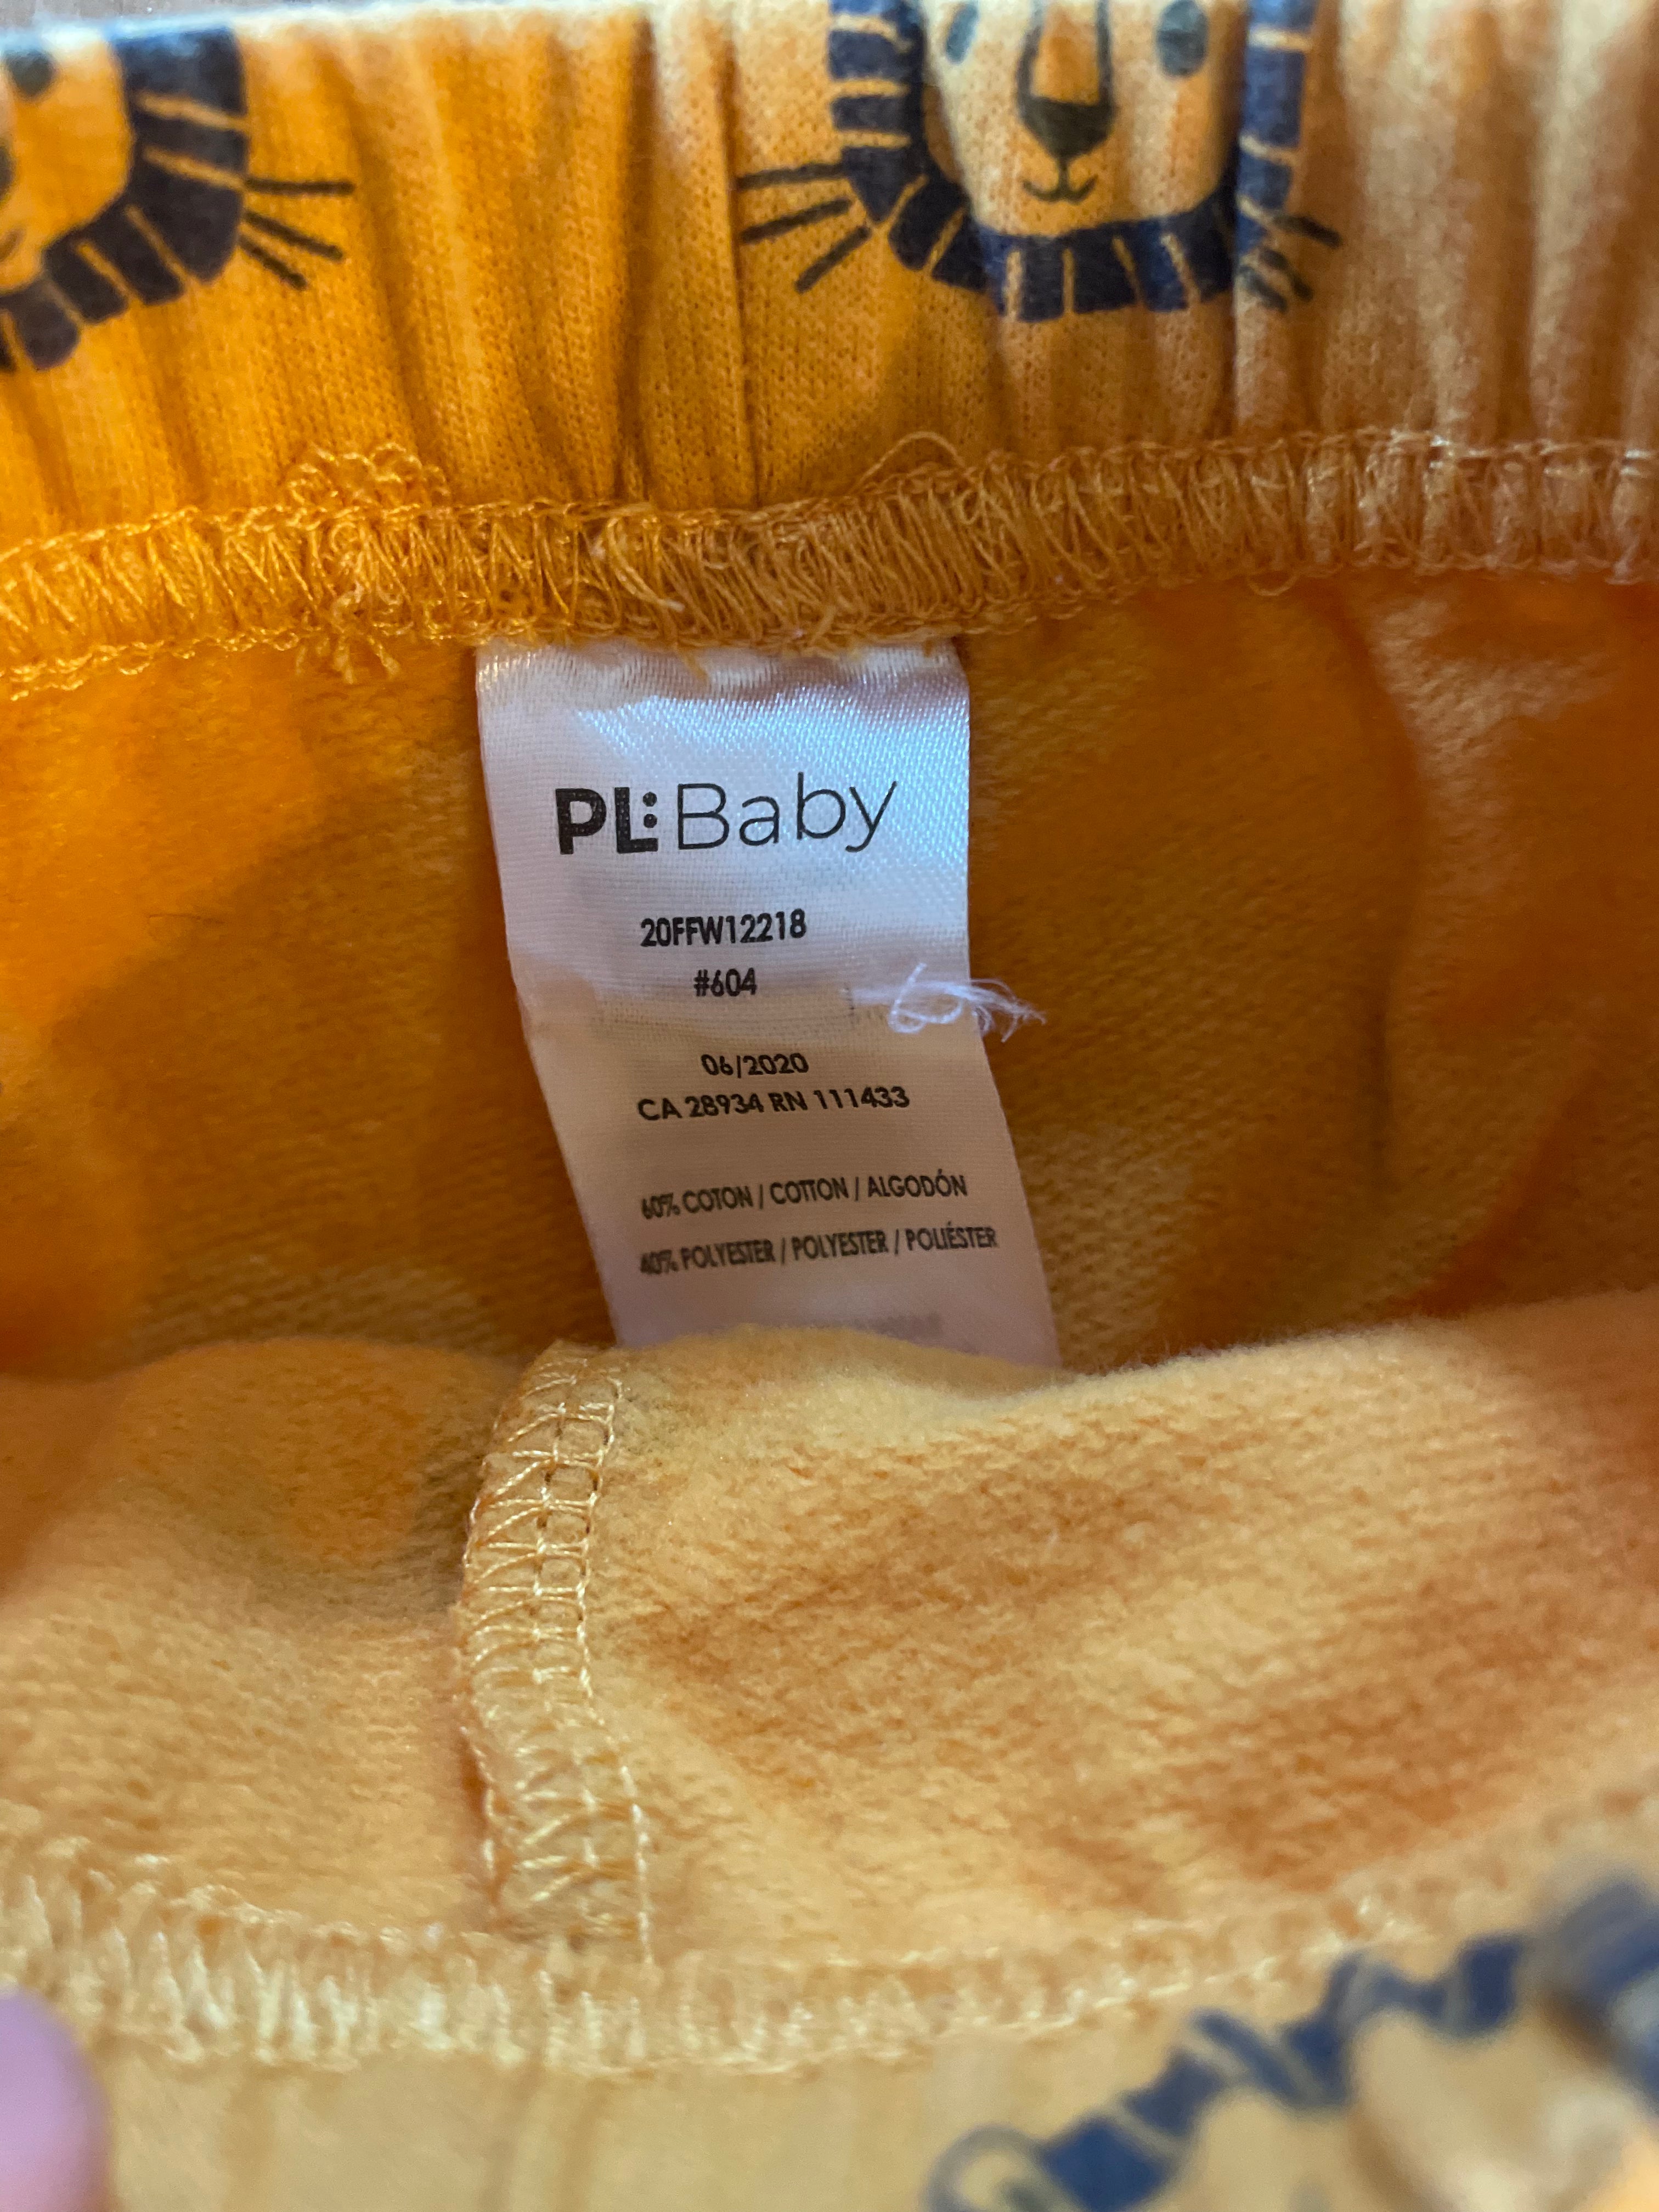 PL: Baby
20FFW12218
#604
06/2020
CA 28934 RN 111433
60% COTON / COTTON / ALGODÓN
40% POLYESTER / POLYESTER / POLIÉSTER